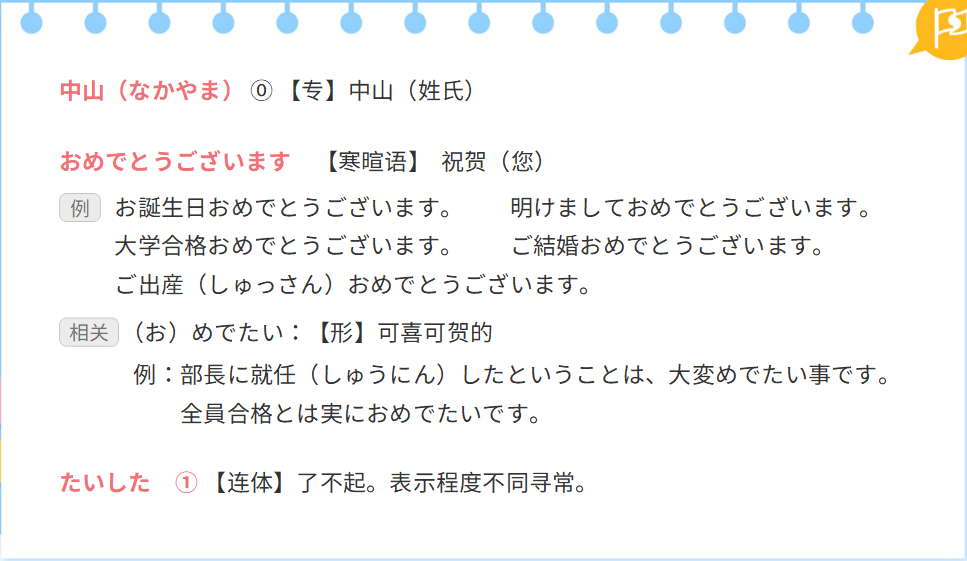 中山（なかやま）⓪【专】中山（姓氏）
おめでとうございます 【寒暄语】 祝贺（您）
例 お誕生日おめでとうございます。 明けましておめでとうございます。
大学合格おめでとうございます。 ご結婚おめでとうございます。
ご出産（しゅっさん）おめでとうございます。
相关 （お）めでたい：【形】可喜可贺的
例：部長に就任（しゅうにん）したということは、大変めでたい事です。
全員合格とは実におめでたいです。
たいした ①【连体】了不起。表示程度不同寻常。